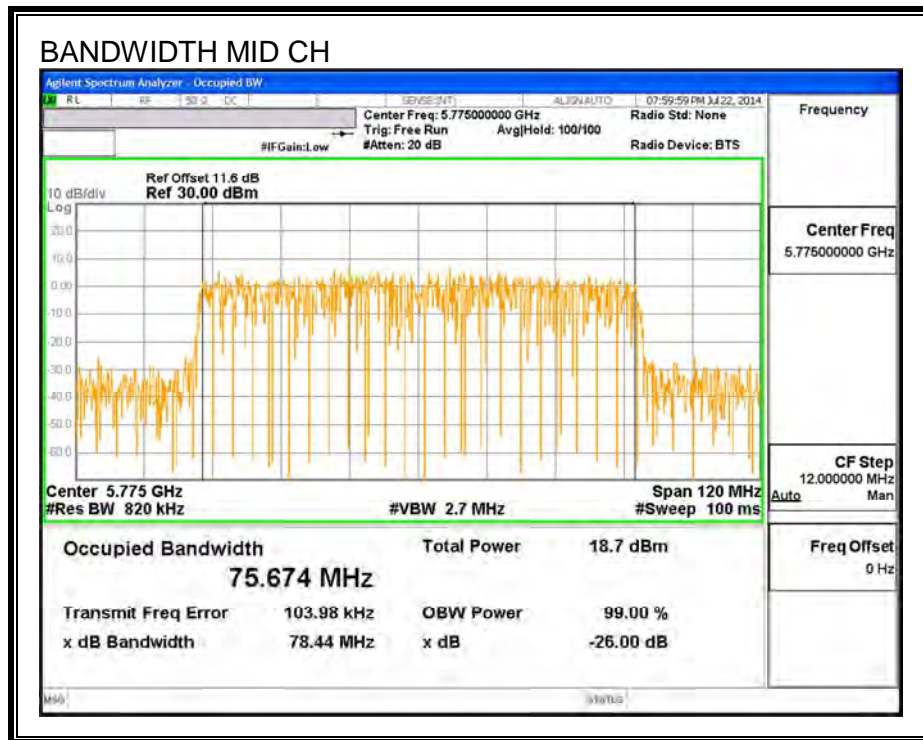 BANDWIDTH MID CH
Agilent Spectrum Analyzer - Occupied BW
RL RF 50 Ω DC SENSE:INT ALIGN AUTO 07:59:59 PM Jul 22, 2014
Center Freq: 5.775000000 GHz Radio Std: None
Trig: Free Run Avg|Hold: 100/100
#IFGain:Low #Atten: 20 dB Radio Device: BTS
Frequency
Ref Offset 11.6 dB
10 dB/div Ref 30.00 dBm
Log
20.0
10.0
0.00
-10.0
-20.0
-30.0
-40.0
-50.0
-60.0
Center 5.775 GHz Span 120 MHz
#Res BW 820 kHz #VBW 2.7 MHz #Sweep 100 ms
Center Freq
5.775000000 GHz
CF Step
12.000000 MHz
Auto Man
Freq Offset
0 Hz
Occupied Bandwidth Total Power 18.7 dBm
75.674 MHz
Transmit Freq Error 103.98 kHz OBW Power 99.00 %
x dB Bandwidth 78.44 MHz x dB -26.00 dB
MSG STATUS